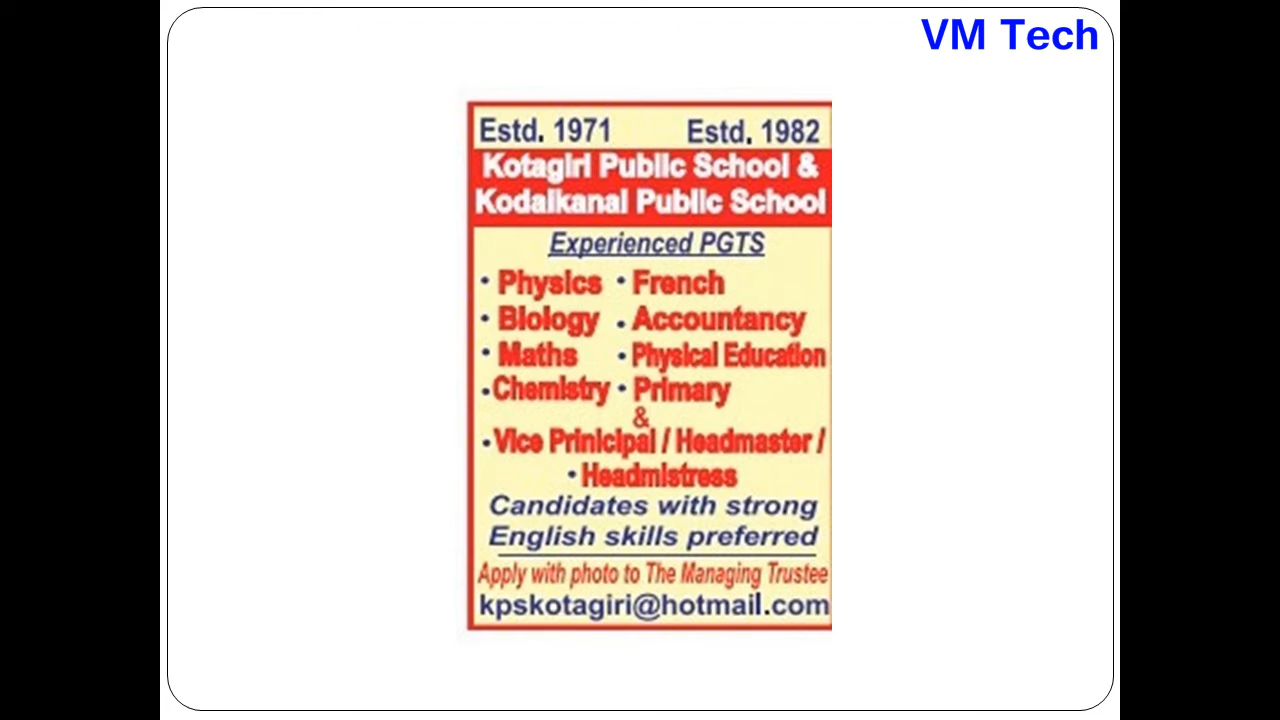 VM Tech
Estd. 1971 Estd. 1982
Kotagiri Public School &
Kodaikanal Public School
Experienced PGTS
• Physics • French
• Biology • Accountancy
• Maths • Physical Education
• Chemistry • Primary
&
• Vice Prinicipal / Headmaster /
• Headmistress
Candidates with strong
English skills preferred
Apply with photo to The Managing Trustee
kpskotagiri@hotmail.com